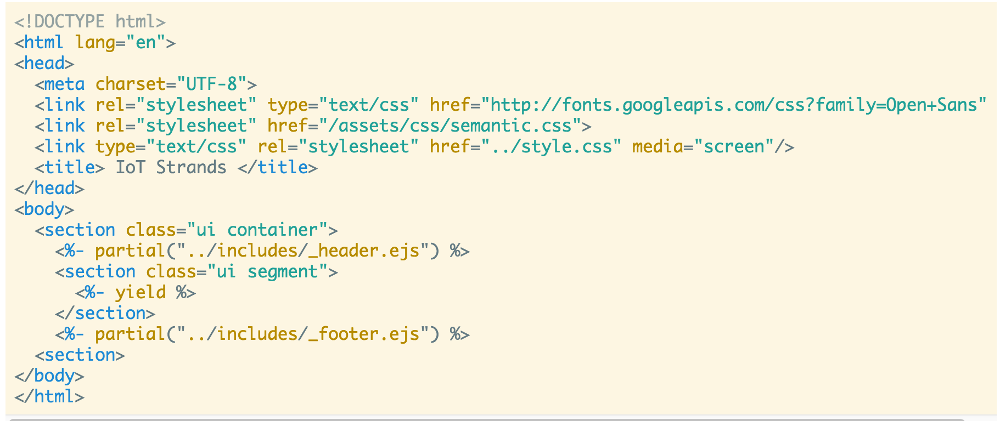 <!DOCTYPE html>
<html lang="en">
<head>
  <meta charset="UTF-8">
  <link rel="stylesheet" type="text/css" href="http://fonts.googleapis.com/css?family=Open+Sans"
  <link rel="stylesheet" href="/assets/css/semantic.css">
  <link type="text/css" rel="stylesheet" href="../style.css" media="screen"/>
  <title> IoT Strands </title>
</head>
<body>
  <section class="ui container">
    <%- partial("../includes/_header.ejs") %>
    <section class="ui segment">
      <%- yield %>
    </section>
    <%- partial("../includes/_footer.ejs") %>
  <section>
</body>
</html>